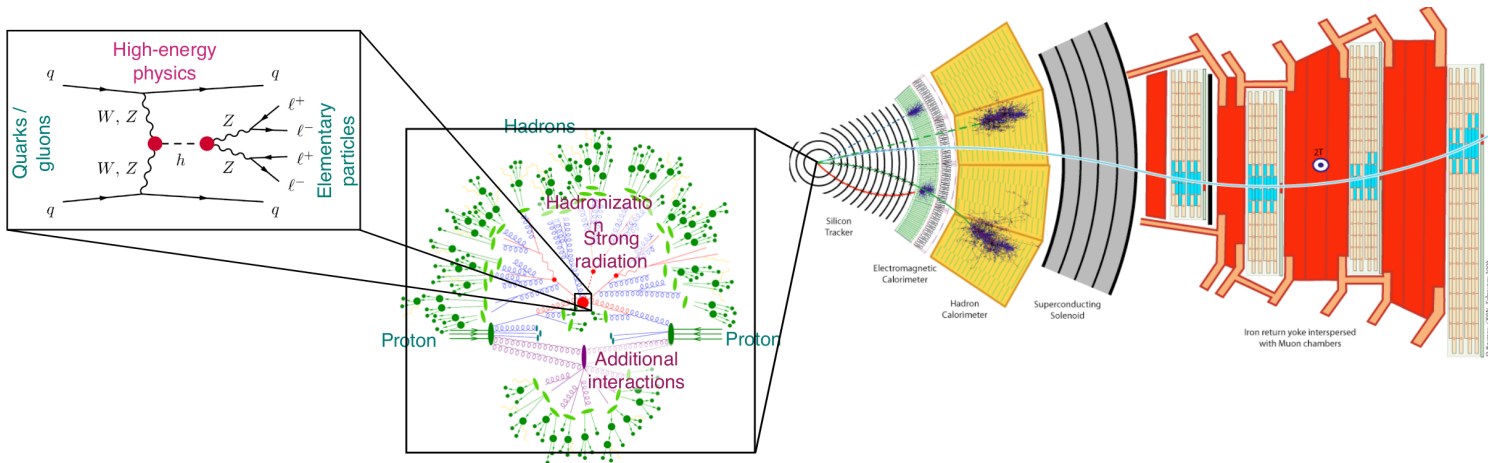 High-energy
physics
q
q
W, Z
Z
ℓ+
ℓ−
h
W, Z
Z
ℓ+
ℓ−
q
q
Quarks /
gluons
Elementary
particles
Hadrons
Hadronizatio
n
Strong
radiation
Proton
Proton
Additional
interactions
Silicon
Tracker
Electromagnetic
Calorimeter
Hadron
Calorimeter
Superconducting
Solenoid
2T
Iron return yoke interspersed
with Muon chambers